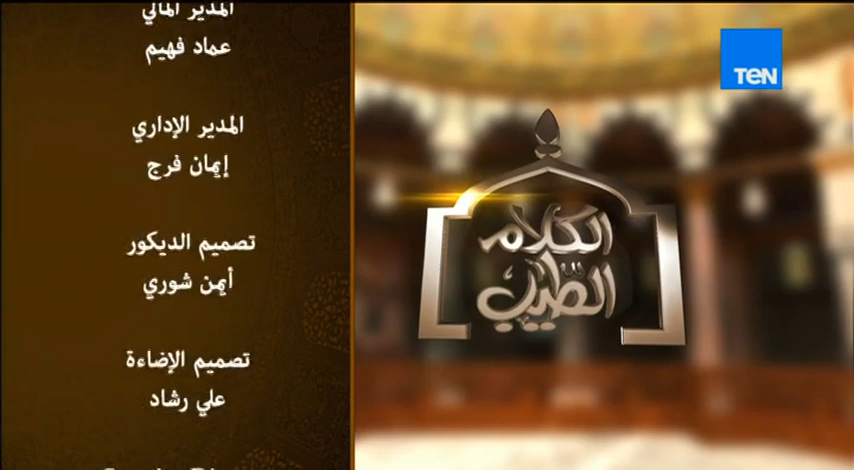 المدير المالي
عماد فهيم
المدير الإداري
إيمان فرج
تصميم الديكور
أيمن شوري
تصميم الإضاءة
علي رشاد
TEN
الكلام
الطيب